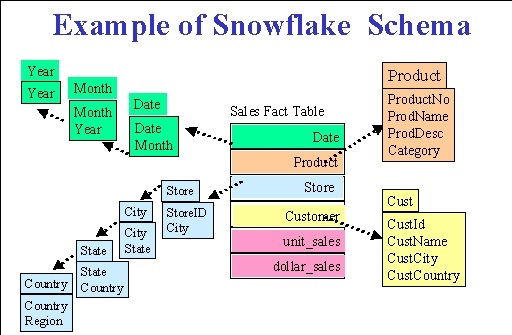 Example of Snowflake Schema
Year
Year
Month
Month
Year
Date
Date
Month
Sales Fact Table
Date
Product
Store
Customer
unit_sales
dollar_sales
Product
ProductNo
ProdName
ProdDesc
Category
Cust
CustId
CustName
CustCity
CustCountry
Store
StoreID
City
City
City
State
State
State
Country
Country
Country
Region